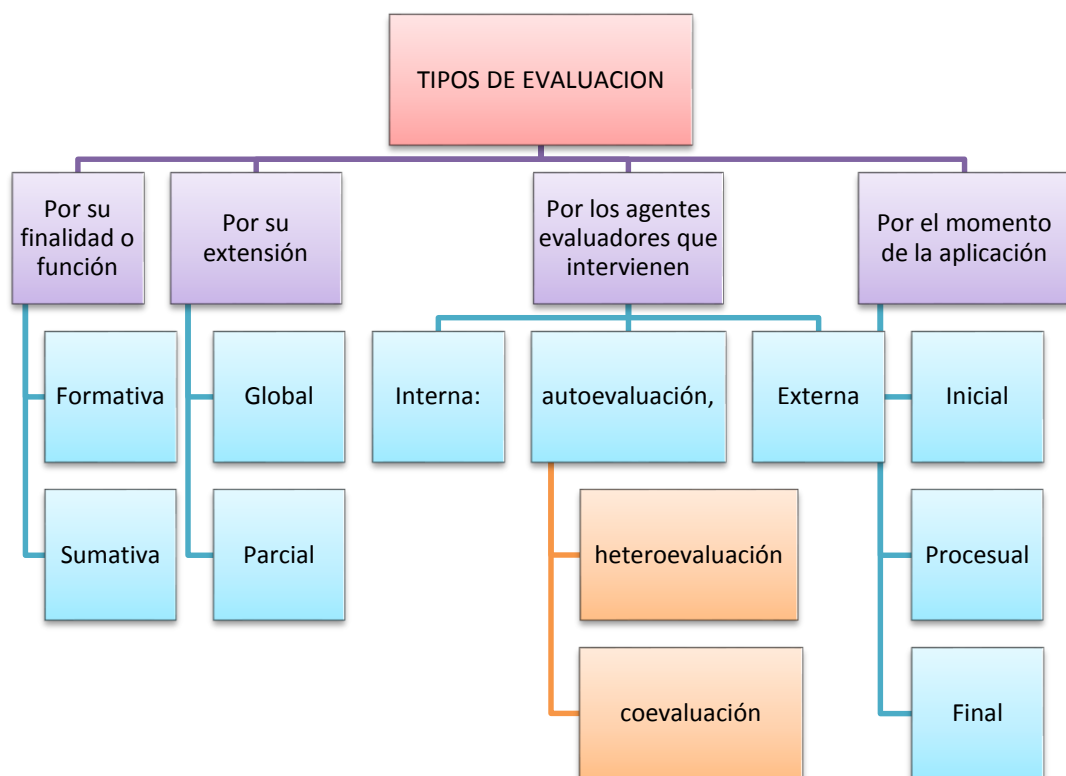 TIPOS DE EVALUACION
Por su
finalidad o
función
Por su
extensión
Por los agentes
evaluadores que
intervienen
Por el momento
de la aplicación
Formativa
Global
Interna:
autoevaluación,
Externa
Inicial
Sumativa
Parcial
heteroevaluación
Procesual
coevaluación
Final